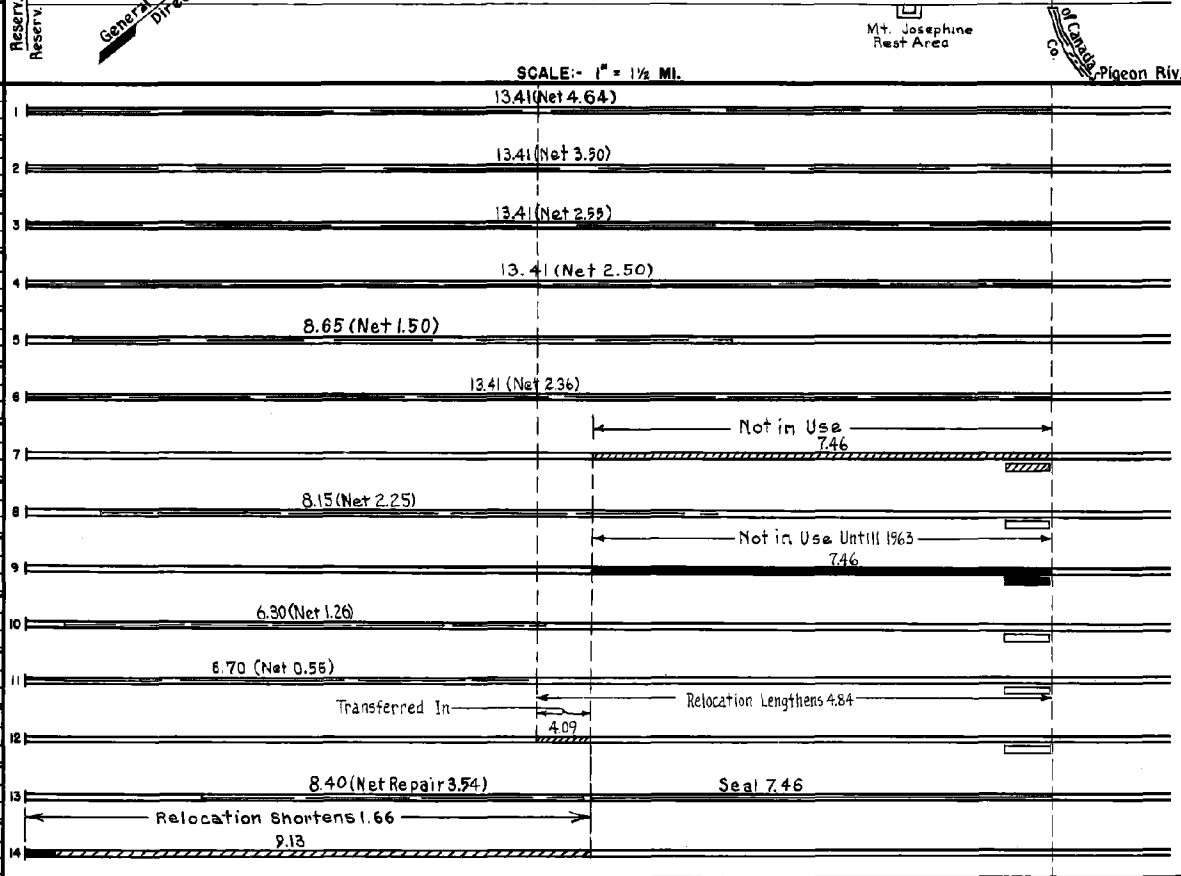 Reserv.
Reserv.
General
Mt. Josephine
Rest Area
of Canada
Co.
Pigeon Riv.
SCALE:- 1" = 1½ MI.
1
13.41(Net 4.64)
2
13.41(Net 3.50)
3
13.41(Net 2.55)
4
13.41 (Net 2.50)
5
8.65 (Net 1.50)
6
13.41 (Net 2.36)
Not in Use
7
7.46
8
8.15(Net 2.25)
Not in Use Untill 1963
9
7.46
10
6.30(Net 1.26)
11
6.70 (Net 0.56)
Relocation Lengthens 4.84
Transferred In
4.09
12
13
8.40(Net Repair 3.54)
Seal 7.46
Relocation Shortens 1.66
14
9.13